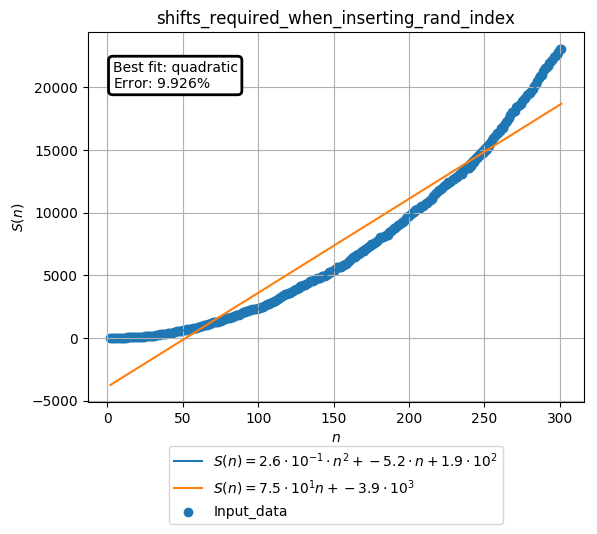 shifts_required_when_inserting_rand_index
Best fit: quadratic
Error: 9.926%
20000
15000
10000
5000
0
−5000
S(n)
0 50 100 150 200 250 300
n
S(n) = 2.6 · 10⁻¹ · n² + −5.2 · n + 1.9 · 10²
S(n) = 7.5 · 10¹n + −3.9 · 10³
Input_data